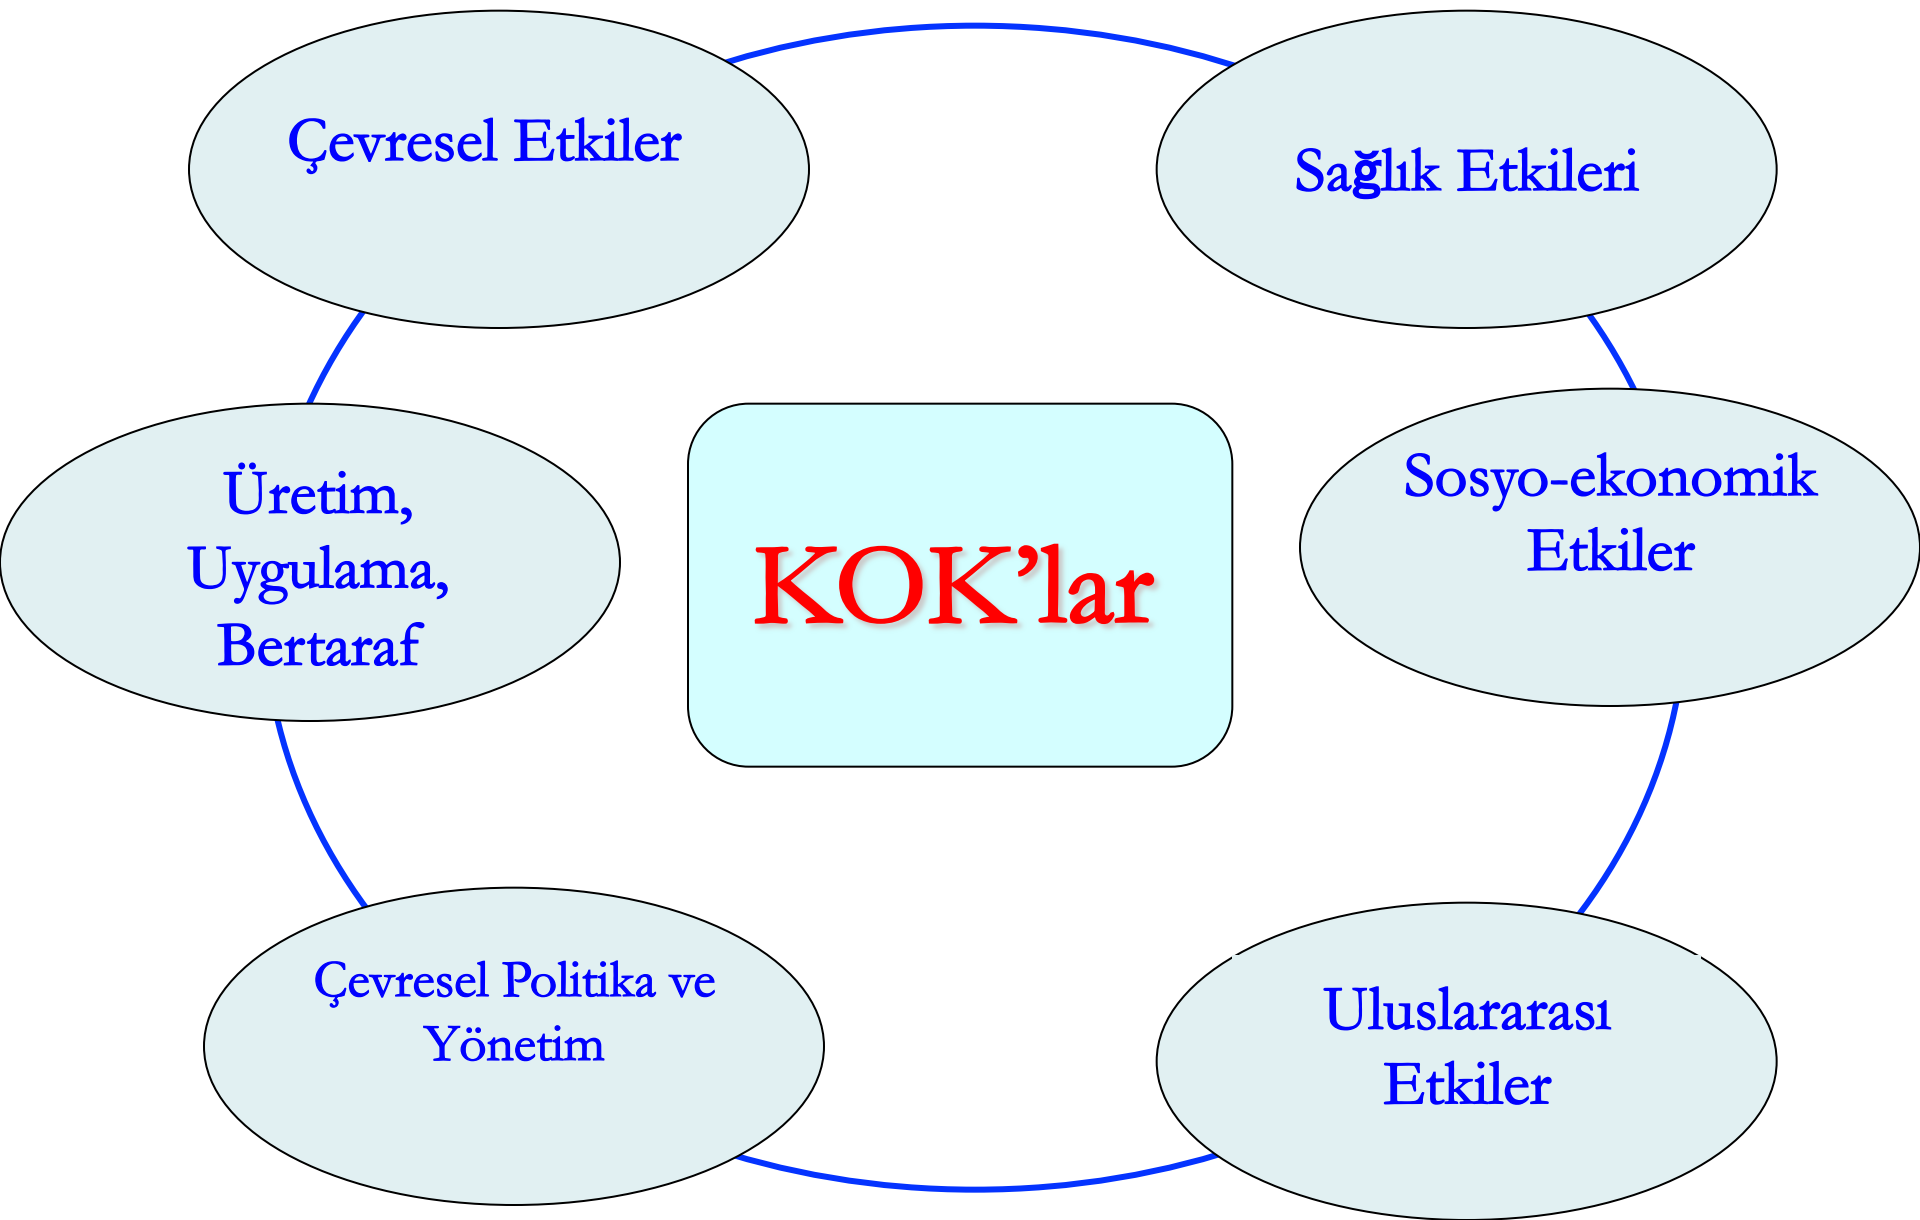 Çevresel Etkiler
Sağlık Etkileri
Üretim,
Uygulama,
Bertaraf
KOK’lar
Sosyo-ekonomik
Etkiler
Çevresel Politika ve
Yönetim
Uluslararası
Etkiler